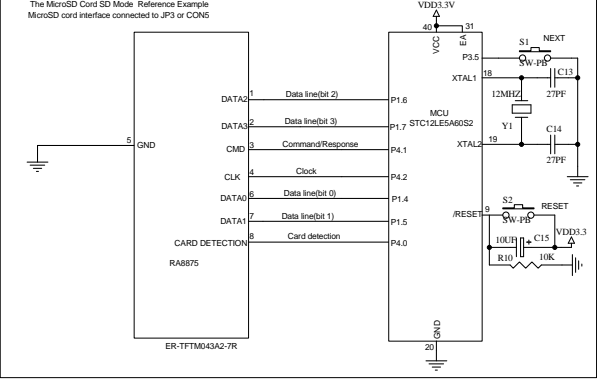 The MicroSD Cord SD Mode Reference Example
MicroSD cord interface connected to JP3 or CON5
VDD3.3V
40
31
VCC
EA
S1
NEXT
P3.5
SW-PB
XTAL1
18
C13
12MHZ
27PF
Y1
C14
XTAL2
19
27PF
MCU
STC12LE5A60S2
DATA2
1
Data line(bit 2)
P1.6
DATA3
2
Data line(bit 3)
P1.7
CMD
3
Command/Response
P4.1
CLK
4
Clock
P4.2
DATA0
6
Data line(bit 0)
P1.4
DATA1
7
Data line(bit 1)
P1.5
CARD DETECTION
8
Card detection
P4.0
5
GND
RA8875
ER-TFTM043A2-7R
S2
RESET
/RESET
9
SW-PB
10UF
+
C15
VDD3.3
R10
10K
GND
20